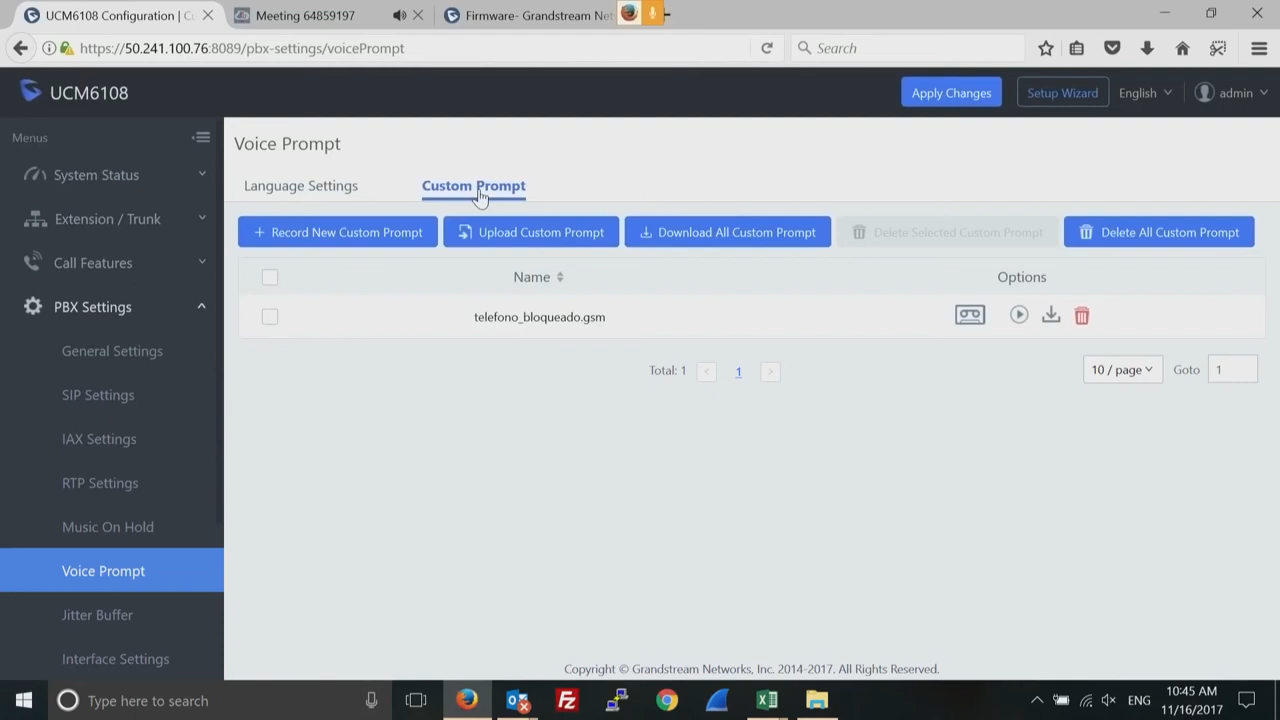 UCM6108 Configuration | C
Meeting 64859197
Firmware- Grandstream Net
https://50.241.100.76:8089/pbx-settings/voicePrompt
Search
UCM6108
Apply Changes
Setup Wizard
English
admin
Menus
System Status
Extension / Trunk
Call Features
PBX Settings
General Settings
SIP Settings
IAX Settings
RTP Settings
Music On Hold
Voice Prompt
Jitter Buffer
Interface Settings
Voice Prompt
Language Settings
Custom Prompt
+ Record New Custom Prompt
Upload Custom Prompt
Download All Custom Prompt
Delete Selected Custom Prompt
Delete All Custom Prompt
Name
Options
telefono_bloqueado.gsm
Total: 1
<
1
>
10 / page
Goto
1
Copyright © Grandstream Networks, Inc. 2014-2017. All Rights Reserved.
Type here to search
ENG
10:45 AM
11/16/2017